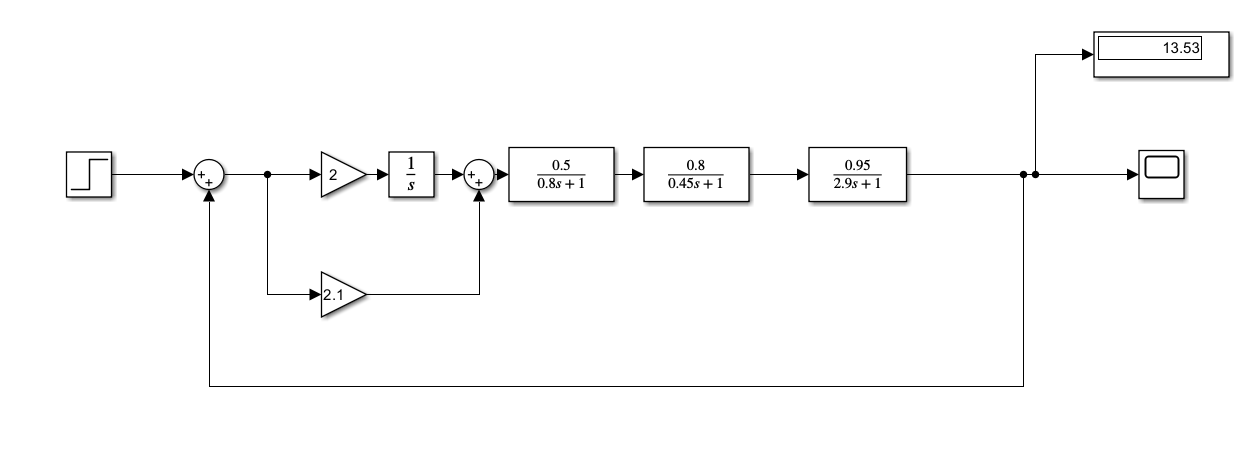 13.53
+
+
2
1
s
+
+
0.5
0.8s + 1
0.8
0.45s + 1
0.95
2.9s + 1
2.1